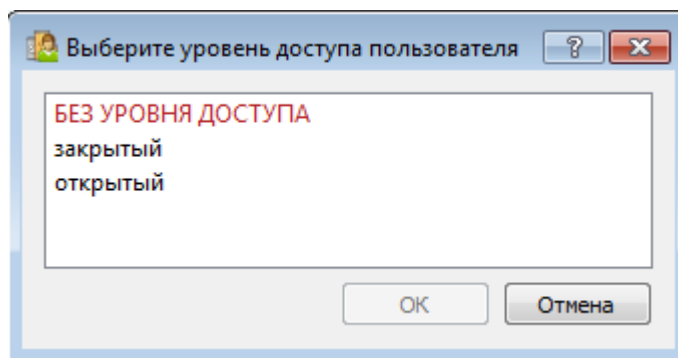 Выберите уровень доступа пользователя
БЕЗ УРОВНЯ ДОСТУПА
закрытый
открытый
OK
Отмена